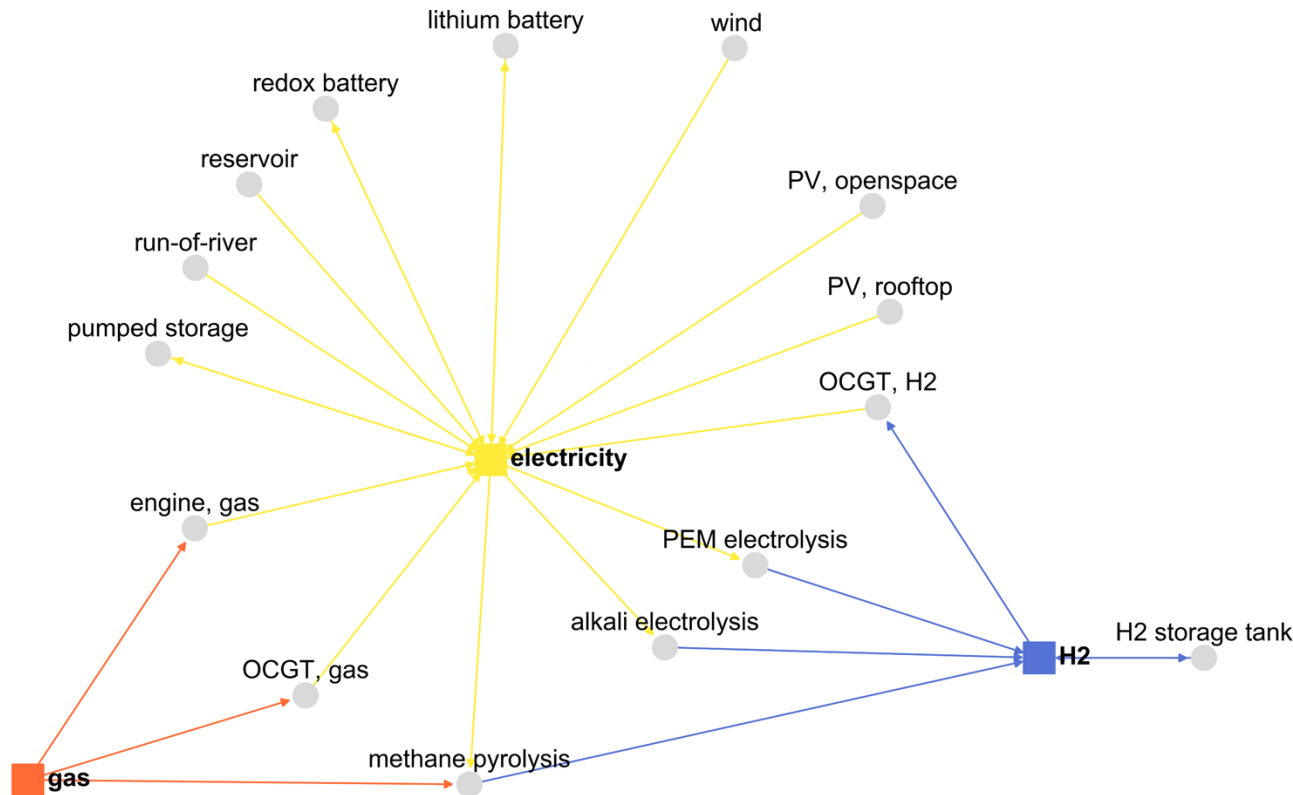 lithium battery
wind
redox battery
reservoir
PV, openspace
run-of-river
PV, rooftop
pumped storage
OCGT, H2
electricity
engine, gas
PEM electrolysis
alkali electrolysis
H2 storage tank
H2
OCGT, gas
methane pyrolysis
gas